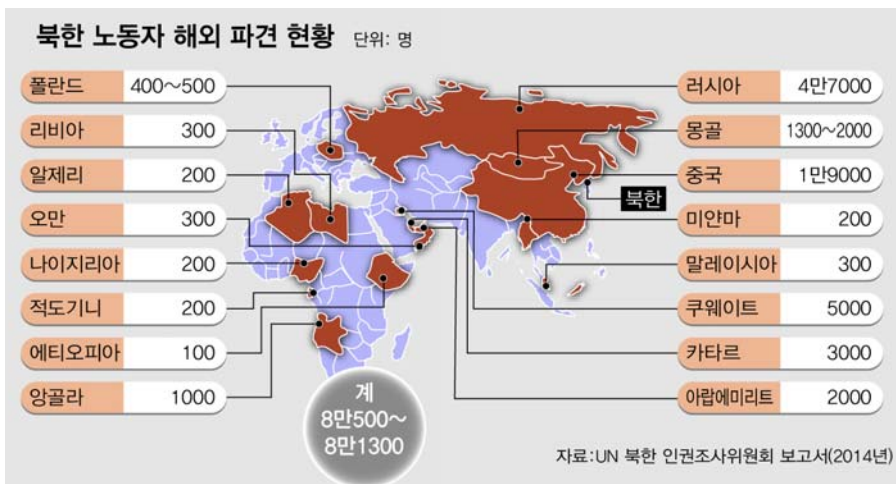 북한 노동자 해외 파견 현황 단위: 명
폴란드 400~500
리비아 300
알제리 200
오만 300
나이지리아 200
적도기니 200
에티오피아 100
앙골라 1000
러시아 4만7000
몽골 1300~2000
중국 1만9000
북한
미얀마 200
말레이시아 300
쿠웨이트 5000
카타르 3000
아랍에미리트 2000
계
8만500~
8만1300
자료:UN 북한 인권조사위원회 보고서(2014년)